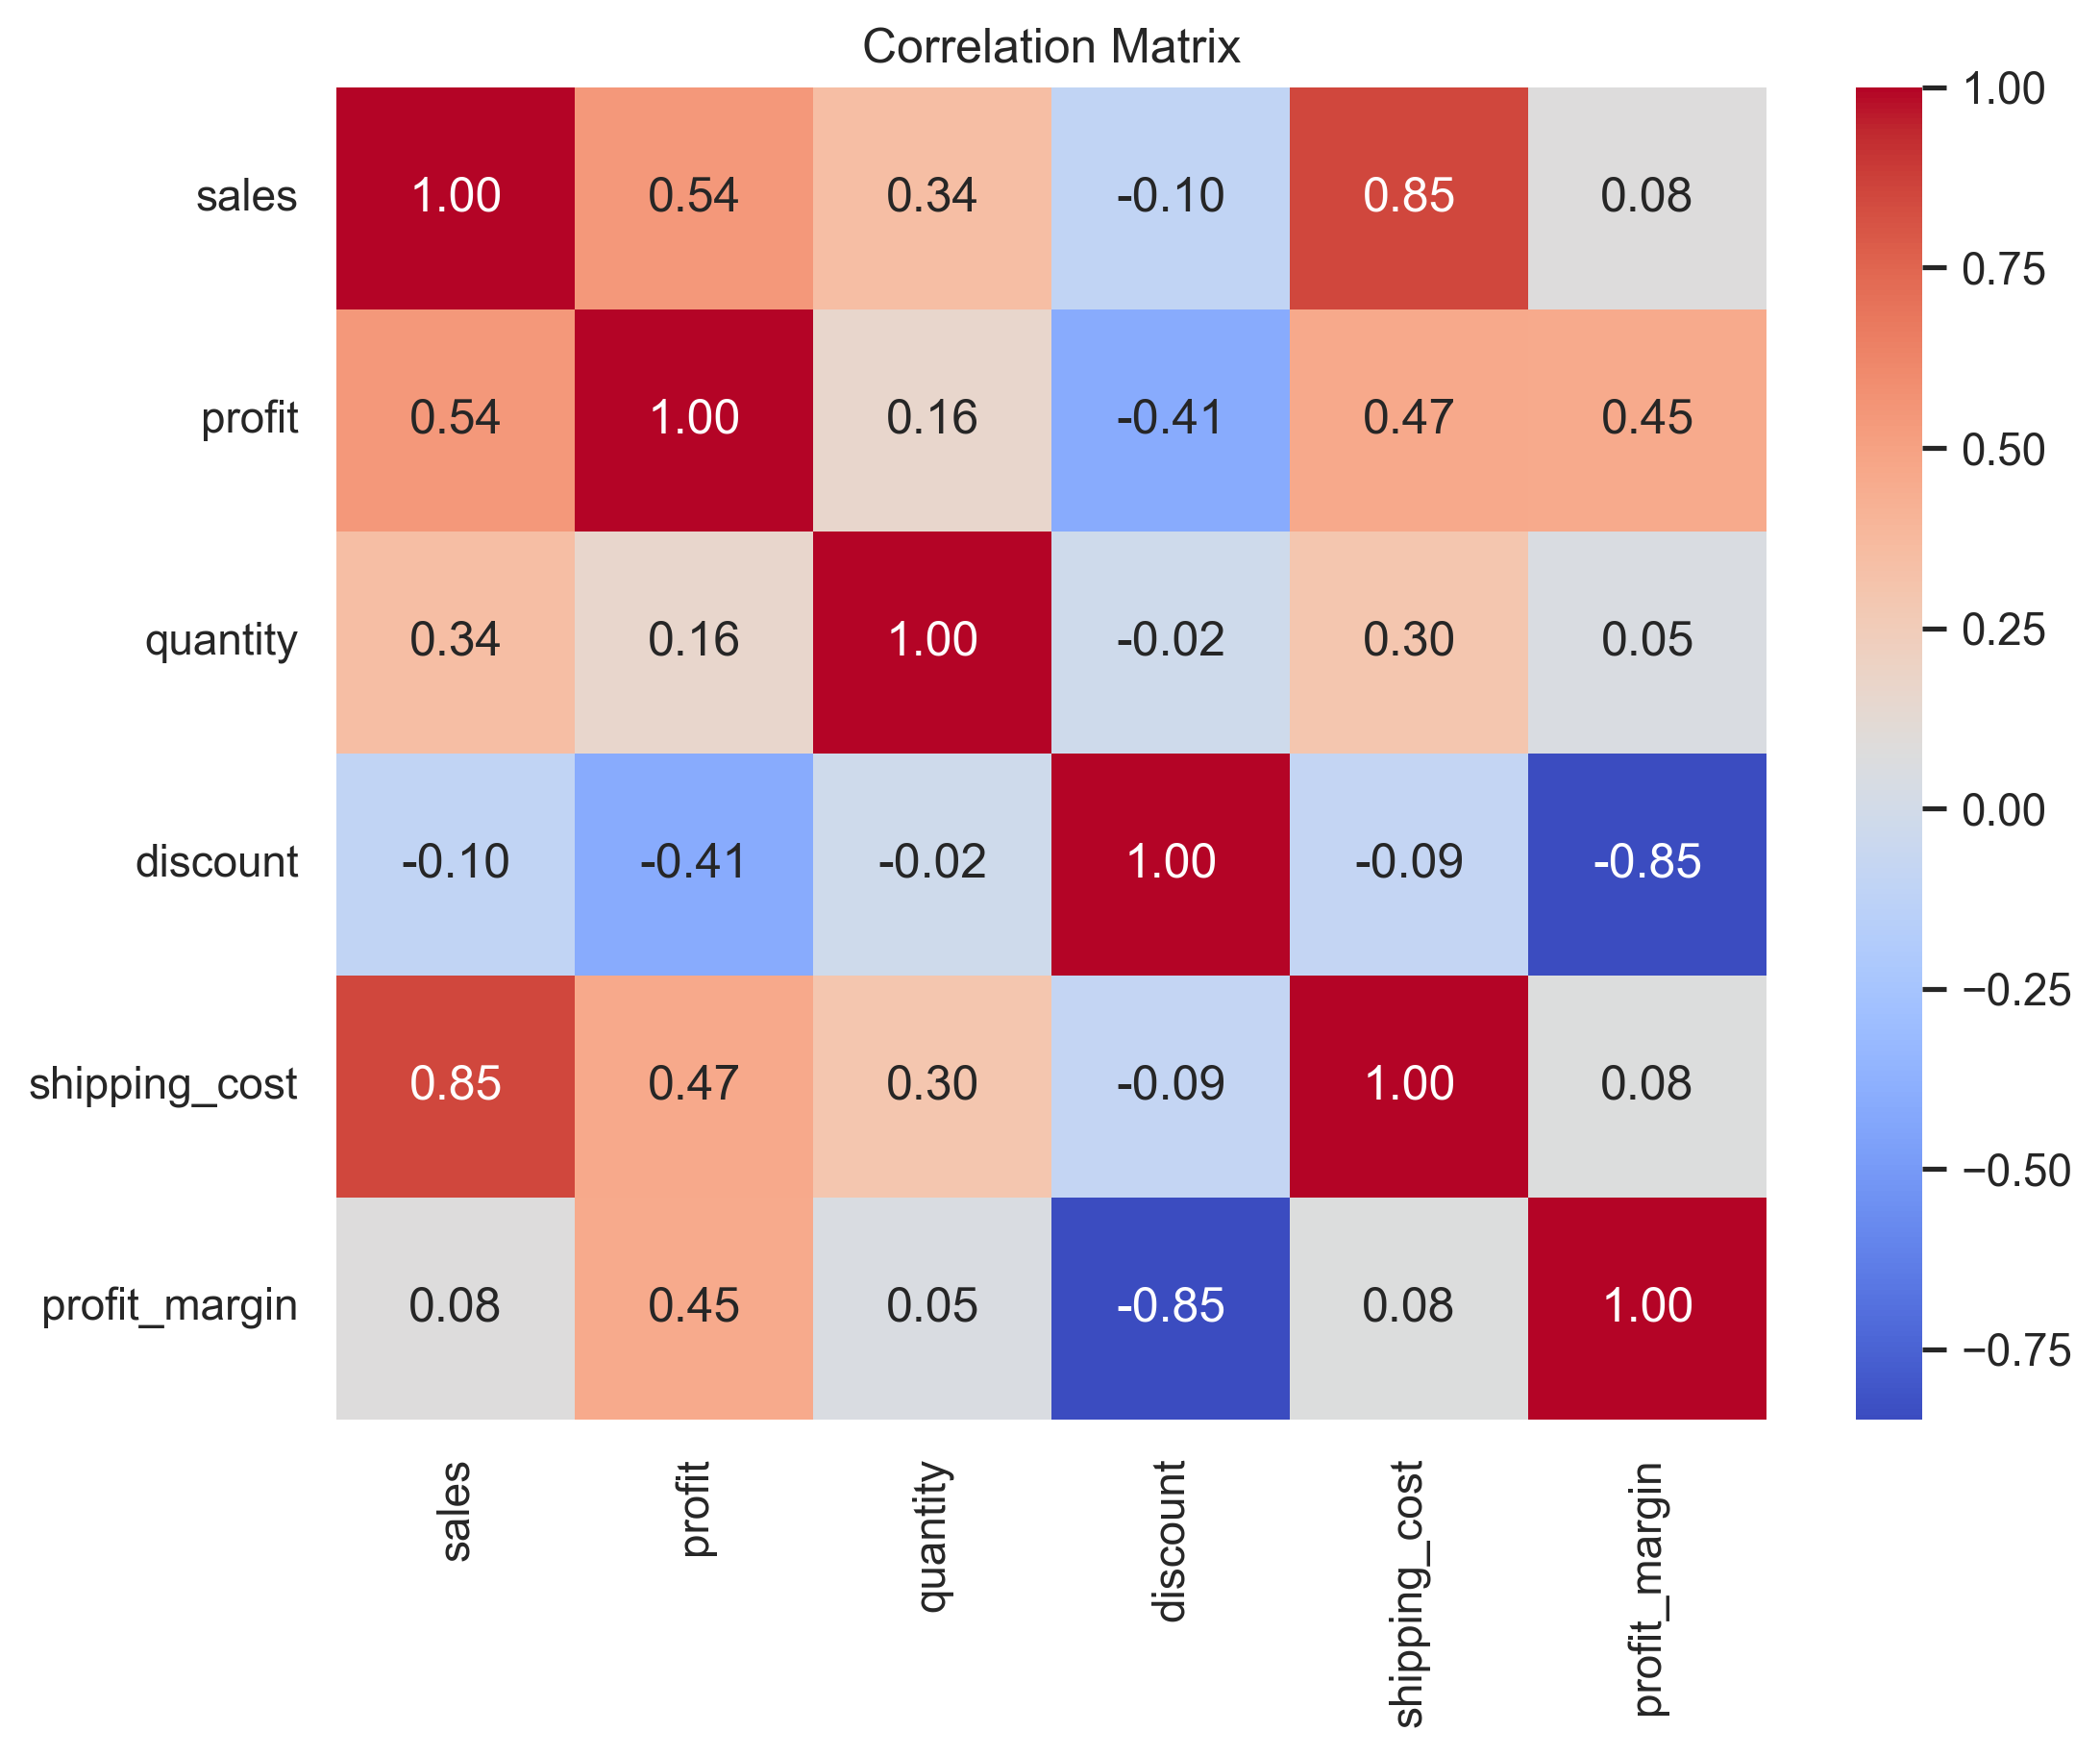 Correlation Matrix
sales 1.00 0.54 0.34 -0.10 0.85 0.08
profit 0.54 1.00 0.16 -0.41 0.47 0.45
quantity 0.34 0.16 1.00 -0.02 0.30 0.05
discount -0.10 -0.41 -0.02 1.00 -0.09 -0.85
shipping_cost 0.85 0.47 0.30 -0.09 1.00 0.08
profit_margin 0.08 0.45 0.05 -0.85 0.08 1.00
sales
profit
quantity
discount
shipping_cost
profit_margin
1.00
0.75
0.50
0.25
0.00
−0.25
−0.50
−0.75